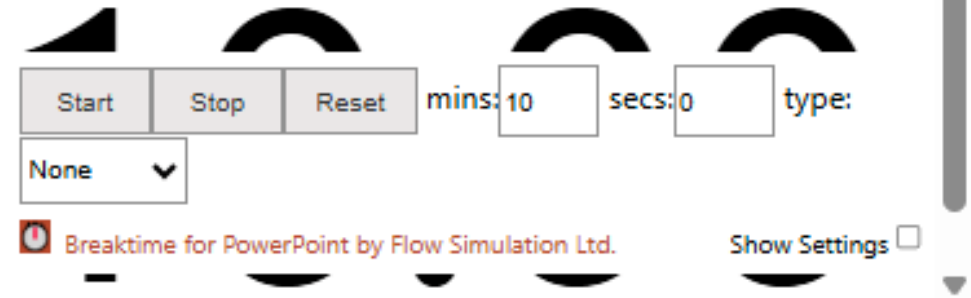 Start Stop Reset mins: 10 secs: 0 type:
None
Breaktime for PowerPoint by Flow Simulation Ltd. Show Settings